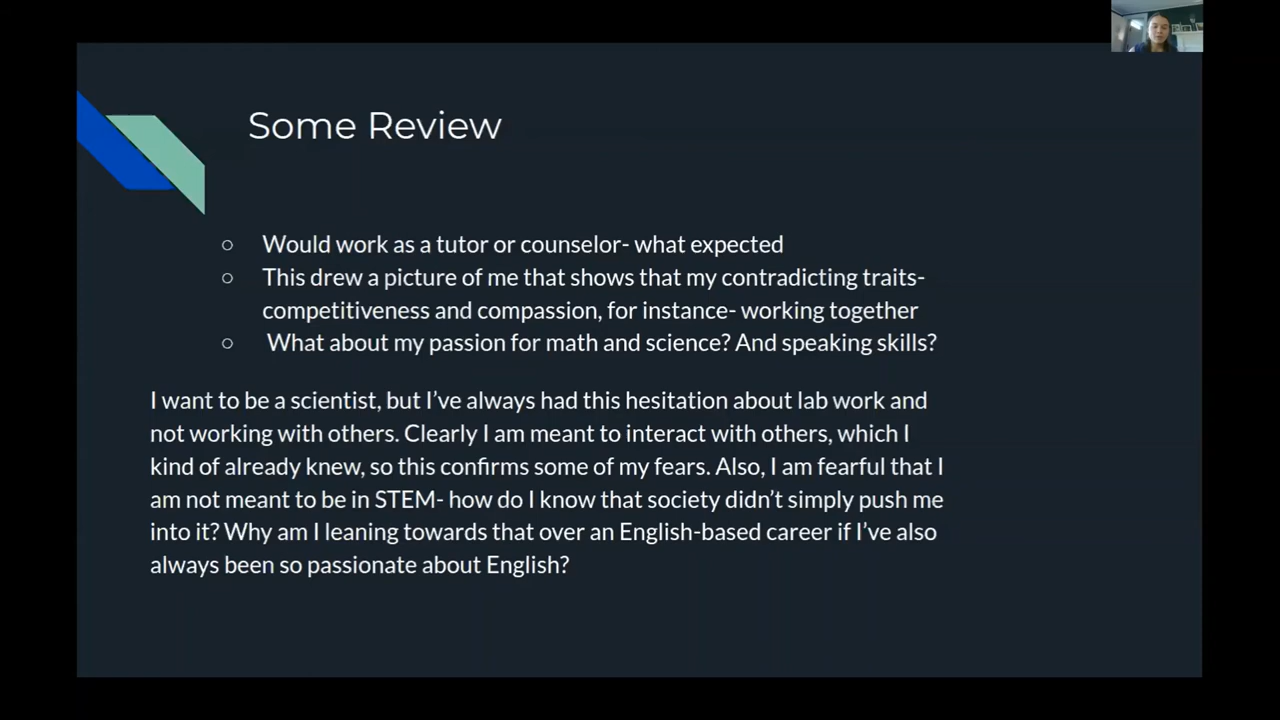 Some Review
○ Would work as a tutor or counselor- what expected
○ This drew a picture of me that shows that my contradicting traits-
competitiveness and compassion, for instance- working together
○ What about my passion for math and science? And speaking skills?
I want to be a scientist, but I’ve always had this hesitation about lab work and
not working with others. Clearly I am meant to interact with others, which I
kind of already knew, so this confirms some of my fears. Also, I am fearful that I
am not meant to be in STEM- how do I know that society didn’t simply push me
into it? Why am I leaning towards that over an English-based career if I’ve also
always been so passionate about English?